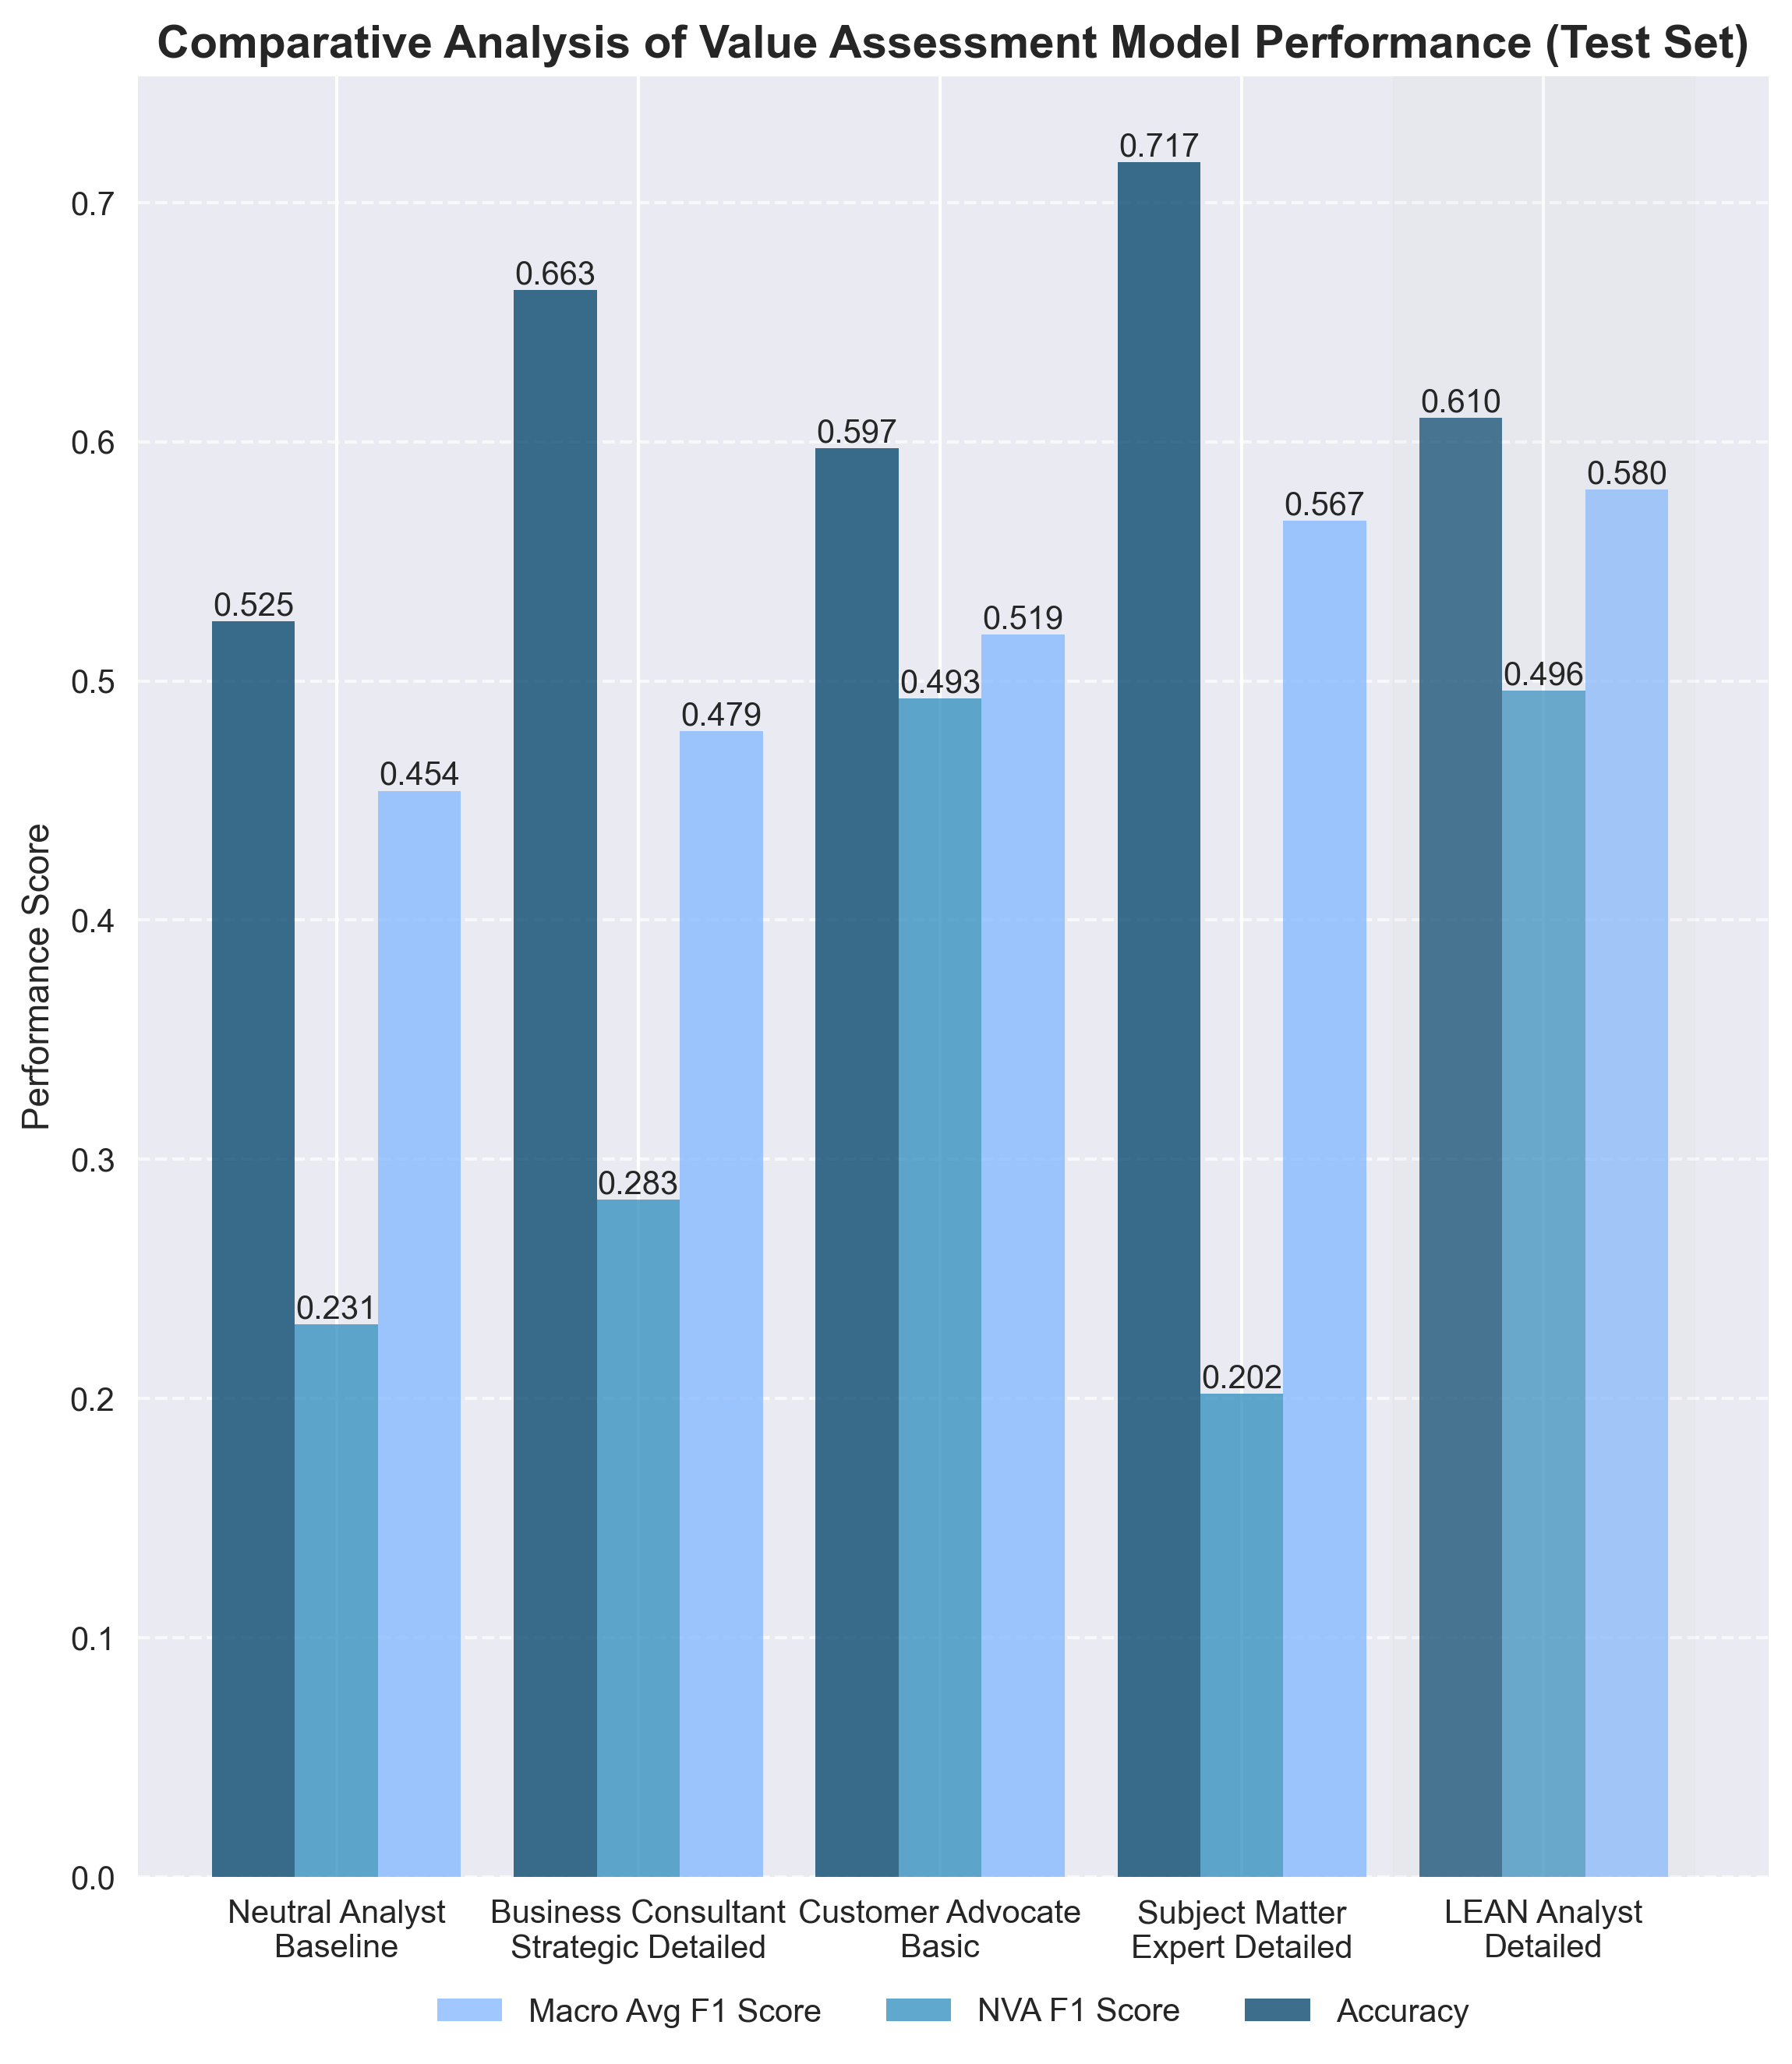 Comparative Analysis of Value Assessment Model Performance (Test Set)
Performance Score
0.7
0.6
0.5
0.4
0.3
0.2
0.1
0.0
0.525
0.231
0.454
0.663
0.283
0.479
0.597
0.493
0.519
0.717
0.202
0.567
0.610
0.496
0.580
Neutral Analyst
Baseline
Business Consultant
Strategic Detailed
Customer Advocate
Basic
Subject Matter
Expert Detailed
LEAN Analyst
Detailed
Macro Avg F1 Score
NVA F1 Score
Accuracy